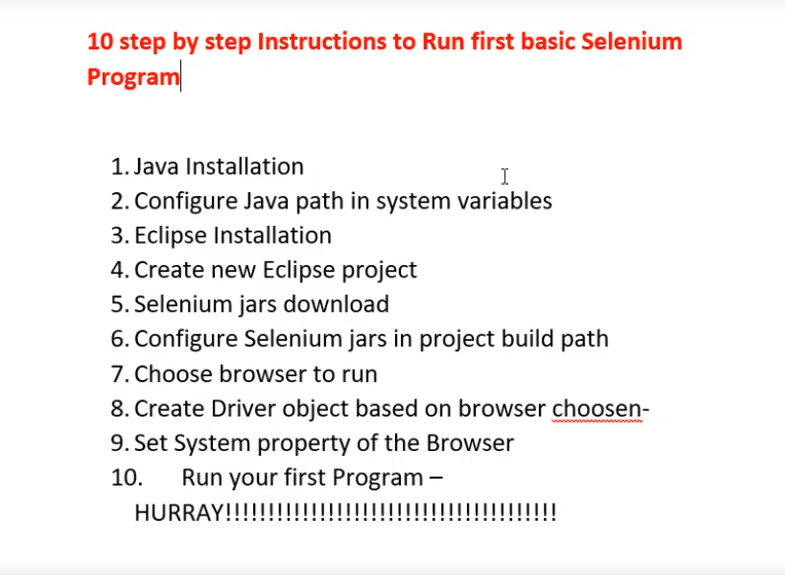 10 step by step Instructions to Run first basic Selenium
Program
1. Java Installation
2. Configure Java path in system variables
3. Eclipse Installation
4. Create new Eclipse project
5. Selenium jars download
6. Configure Selenium jars in project build path
7. Choose browser to run
8. Create Driver object based on browser choosen-
9. Set System property of the Browser
10. Run your first Program –
HURRAY!!!!!!!!!!!!!!!!!!!!!!!!!!!!!!!!!!!!!!!